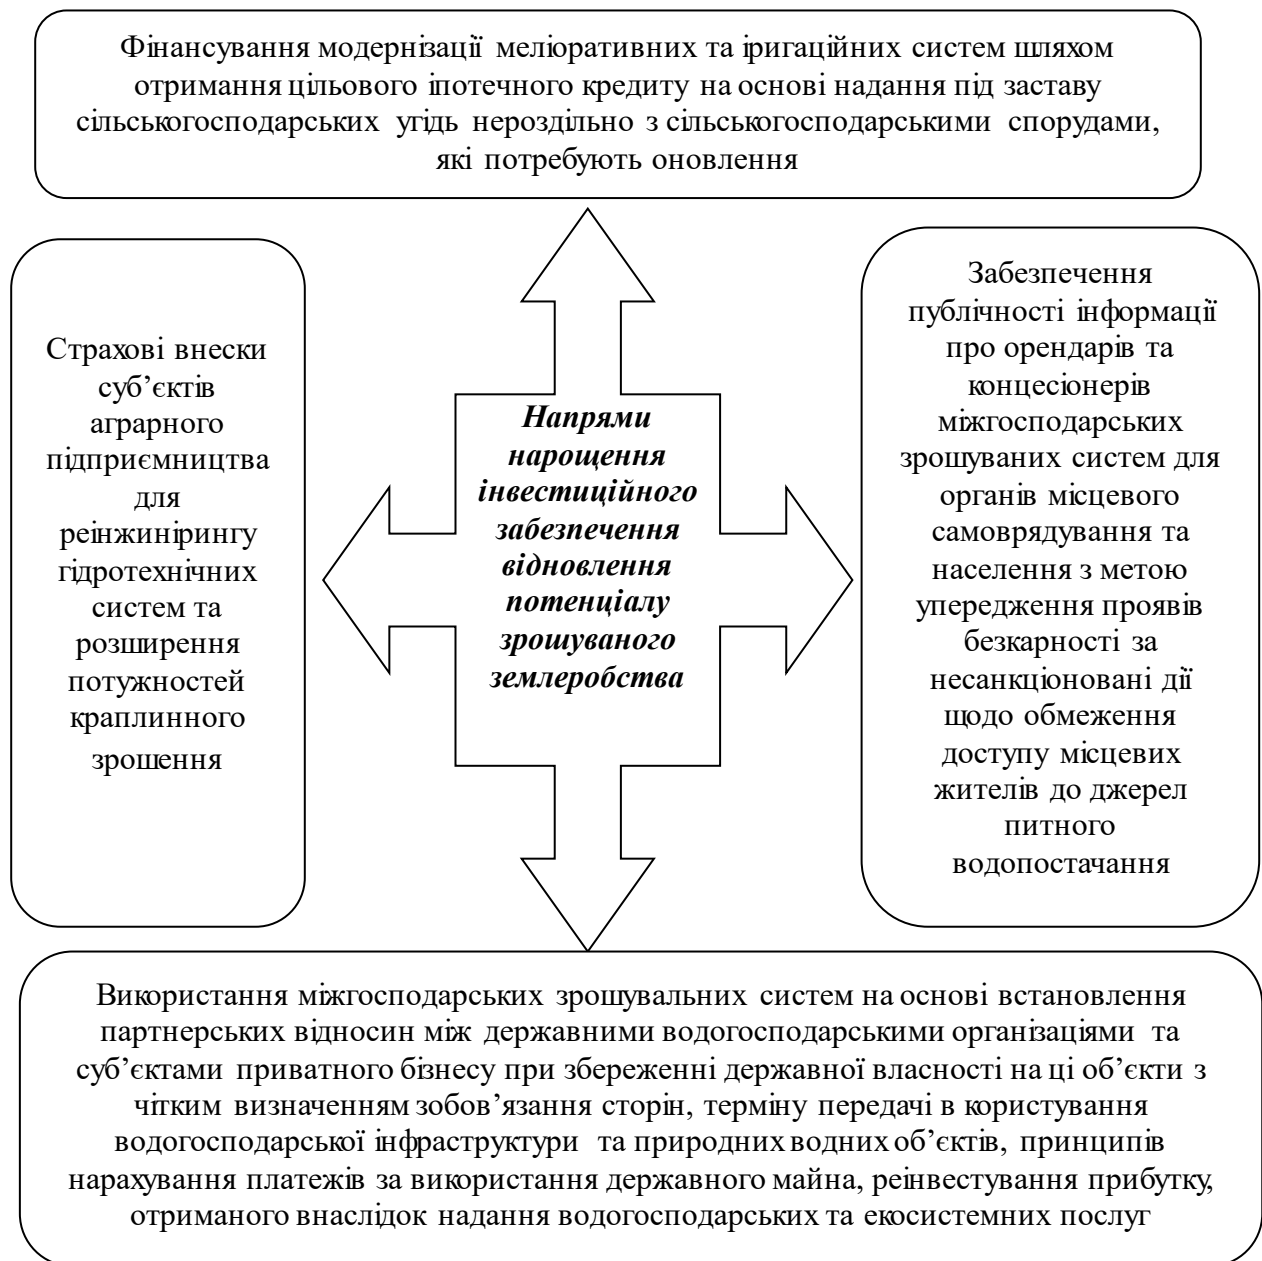 Фінансування модернізації меліоративних та іригаційних систем шляхом
отримання цільового іпотечного кредиту на основі надання під заставу
сільськогосподарських угідь нероздільно з сільськогосподарськими спорудами,
які потребують оновлення
Страхові внески
суб’єктів
аграрного
підприємництва
для
реінжинірингу
гідротехнічних
систем та
розширення
потужностей
краплинного
зрошення
Напрями
нарощення
інвестиційного
забезпечення
відновлення
потенціалу
зрошуваного
землеробства
Забезпечення
публічності інформації
про орендарів та
концесіонерів
міжгосподарських
зрошуваних систем для
органів місцевого
самоврядування та
населення з метою
упередження проявів
безкарності за
несанкціоновані дії
щодо обмеження
доступу місцевих
жителів до джерел
питного
водопостачання
Використання міжгосподарських зрошувальних систем на основі встановлення
партнерських відносин між державними водогосподарськими організаціями та
суб’єктами приватного бізнесу при збереженні державної власності на ці об’єкти з
чітким визначенням зобов’язання сторін, терміну передачі в користування
водогосподарської інфраструктури та природних водних об’єктів, принципів
нарахування платежів за використання державного майна, реінвестування прибутку,
отриманого внаслідок надання водогосподарських та екосистемних послуг